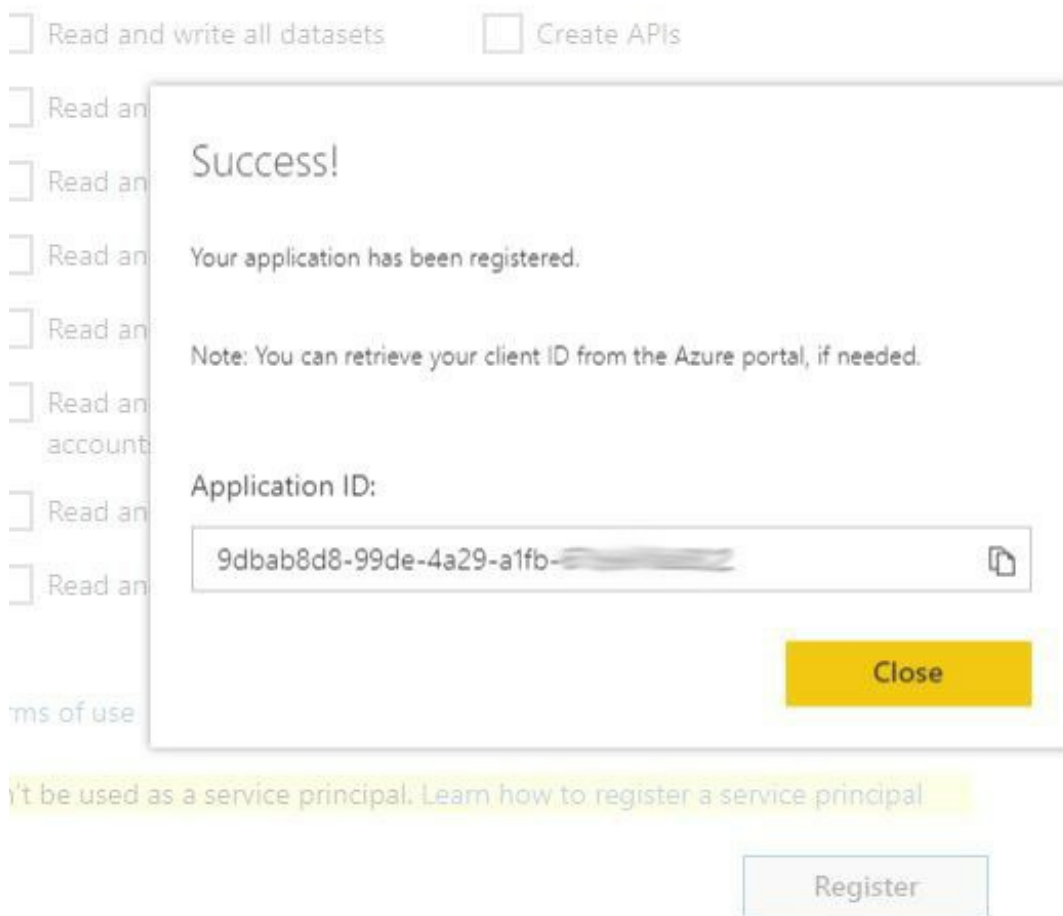 Read and write all datasets
Create APIs
Read an
Success!
Read an
Read an
Your application has been registered.
Read an
Note: You can retrieve your client ID from the Azure portal, if needed.
Read an
account
Application ID:
Read an
9dbab8d8-99de-4a29-a1fb-
Read an
Close
ms of use
't be used as a service principal. Learn how to register a service principal
Register